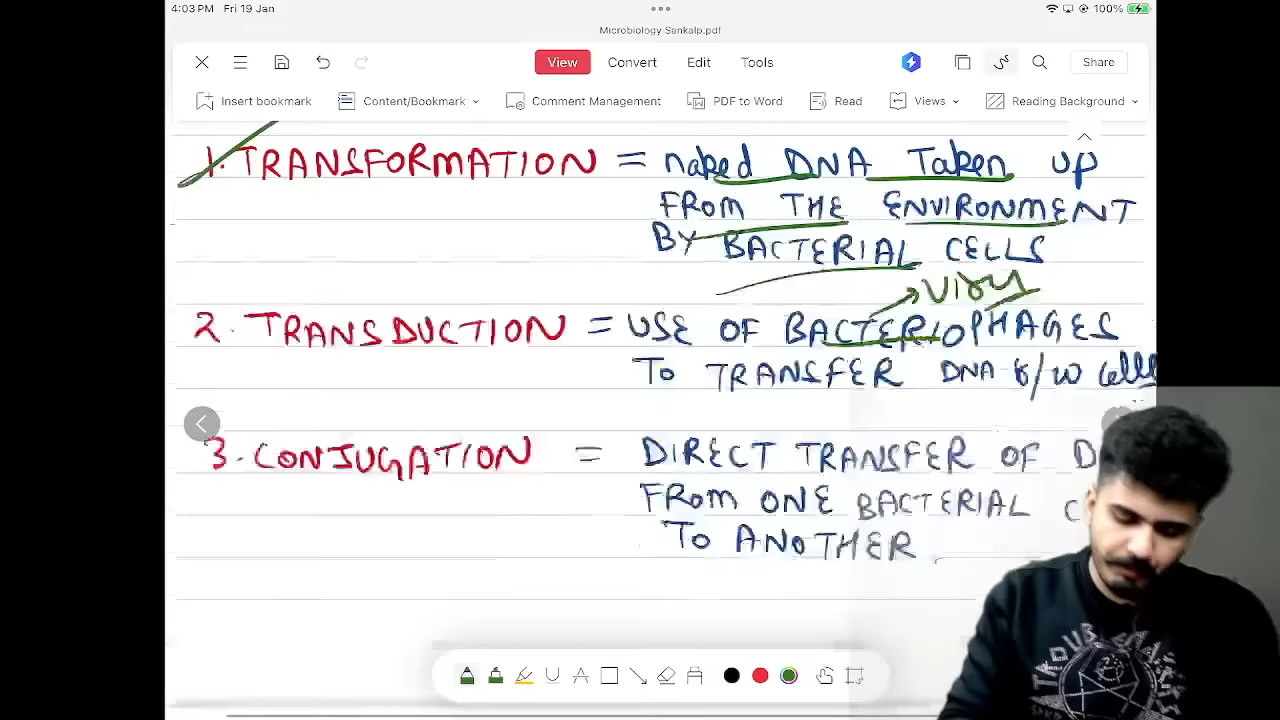 4:03 PM Fri 19 Jan
100%
Microbiology Sankalp.pdf
View Convert Edit Tools Share
Insert bookmark Content/Bookmark Comment Management PDF to Word Read Views Reading Background
1. TRANSFORMATION = naked DNA Taken up
FROM THE ENVIRONMENT
BY BACTERIAL CELLS
→ VIRUS
2. TRANSDUCTION = USE OF BACTERIOPHAGES
TO TRANSFER DNA b/w cells
3. CONJUGATION = DIRECT TRANSFER OF D
FROM ONE BACTERIAL C
TO ANOTHER